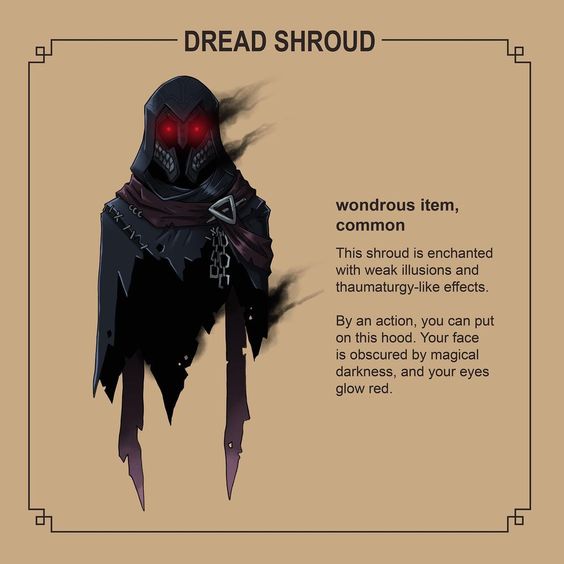 DREAD SHROUD
wondrous item,
common
This shroud is enchanted
with weak illusions and
thaumaturgy-like effects.
By an action, you can put
on this hood. Your face
is obscured by magical
darkness, and your eyes
glow red.